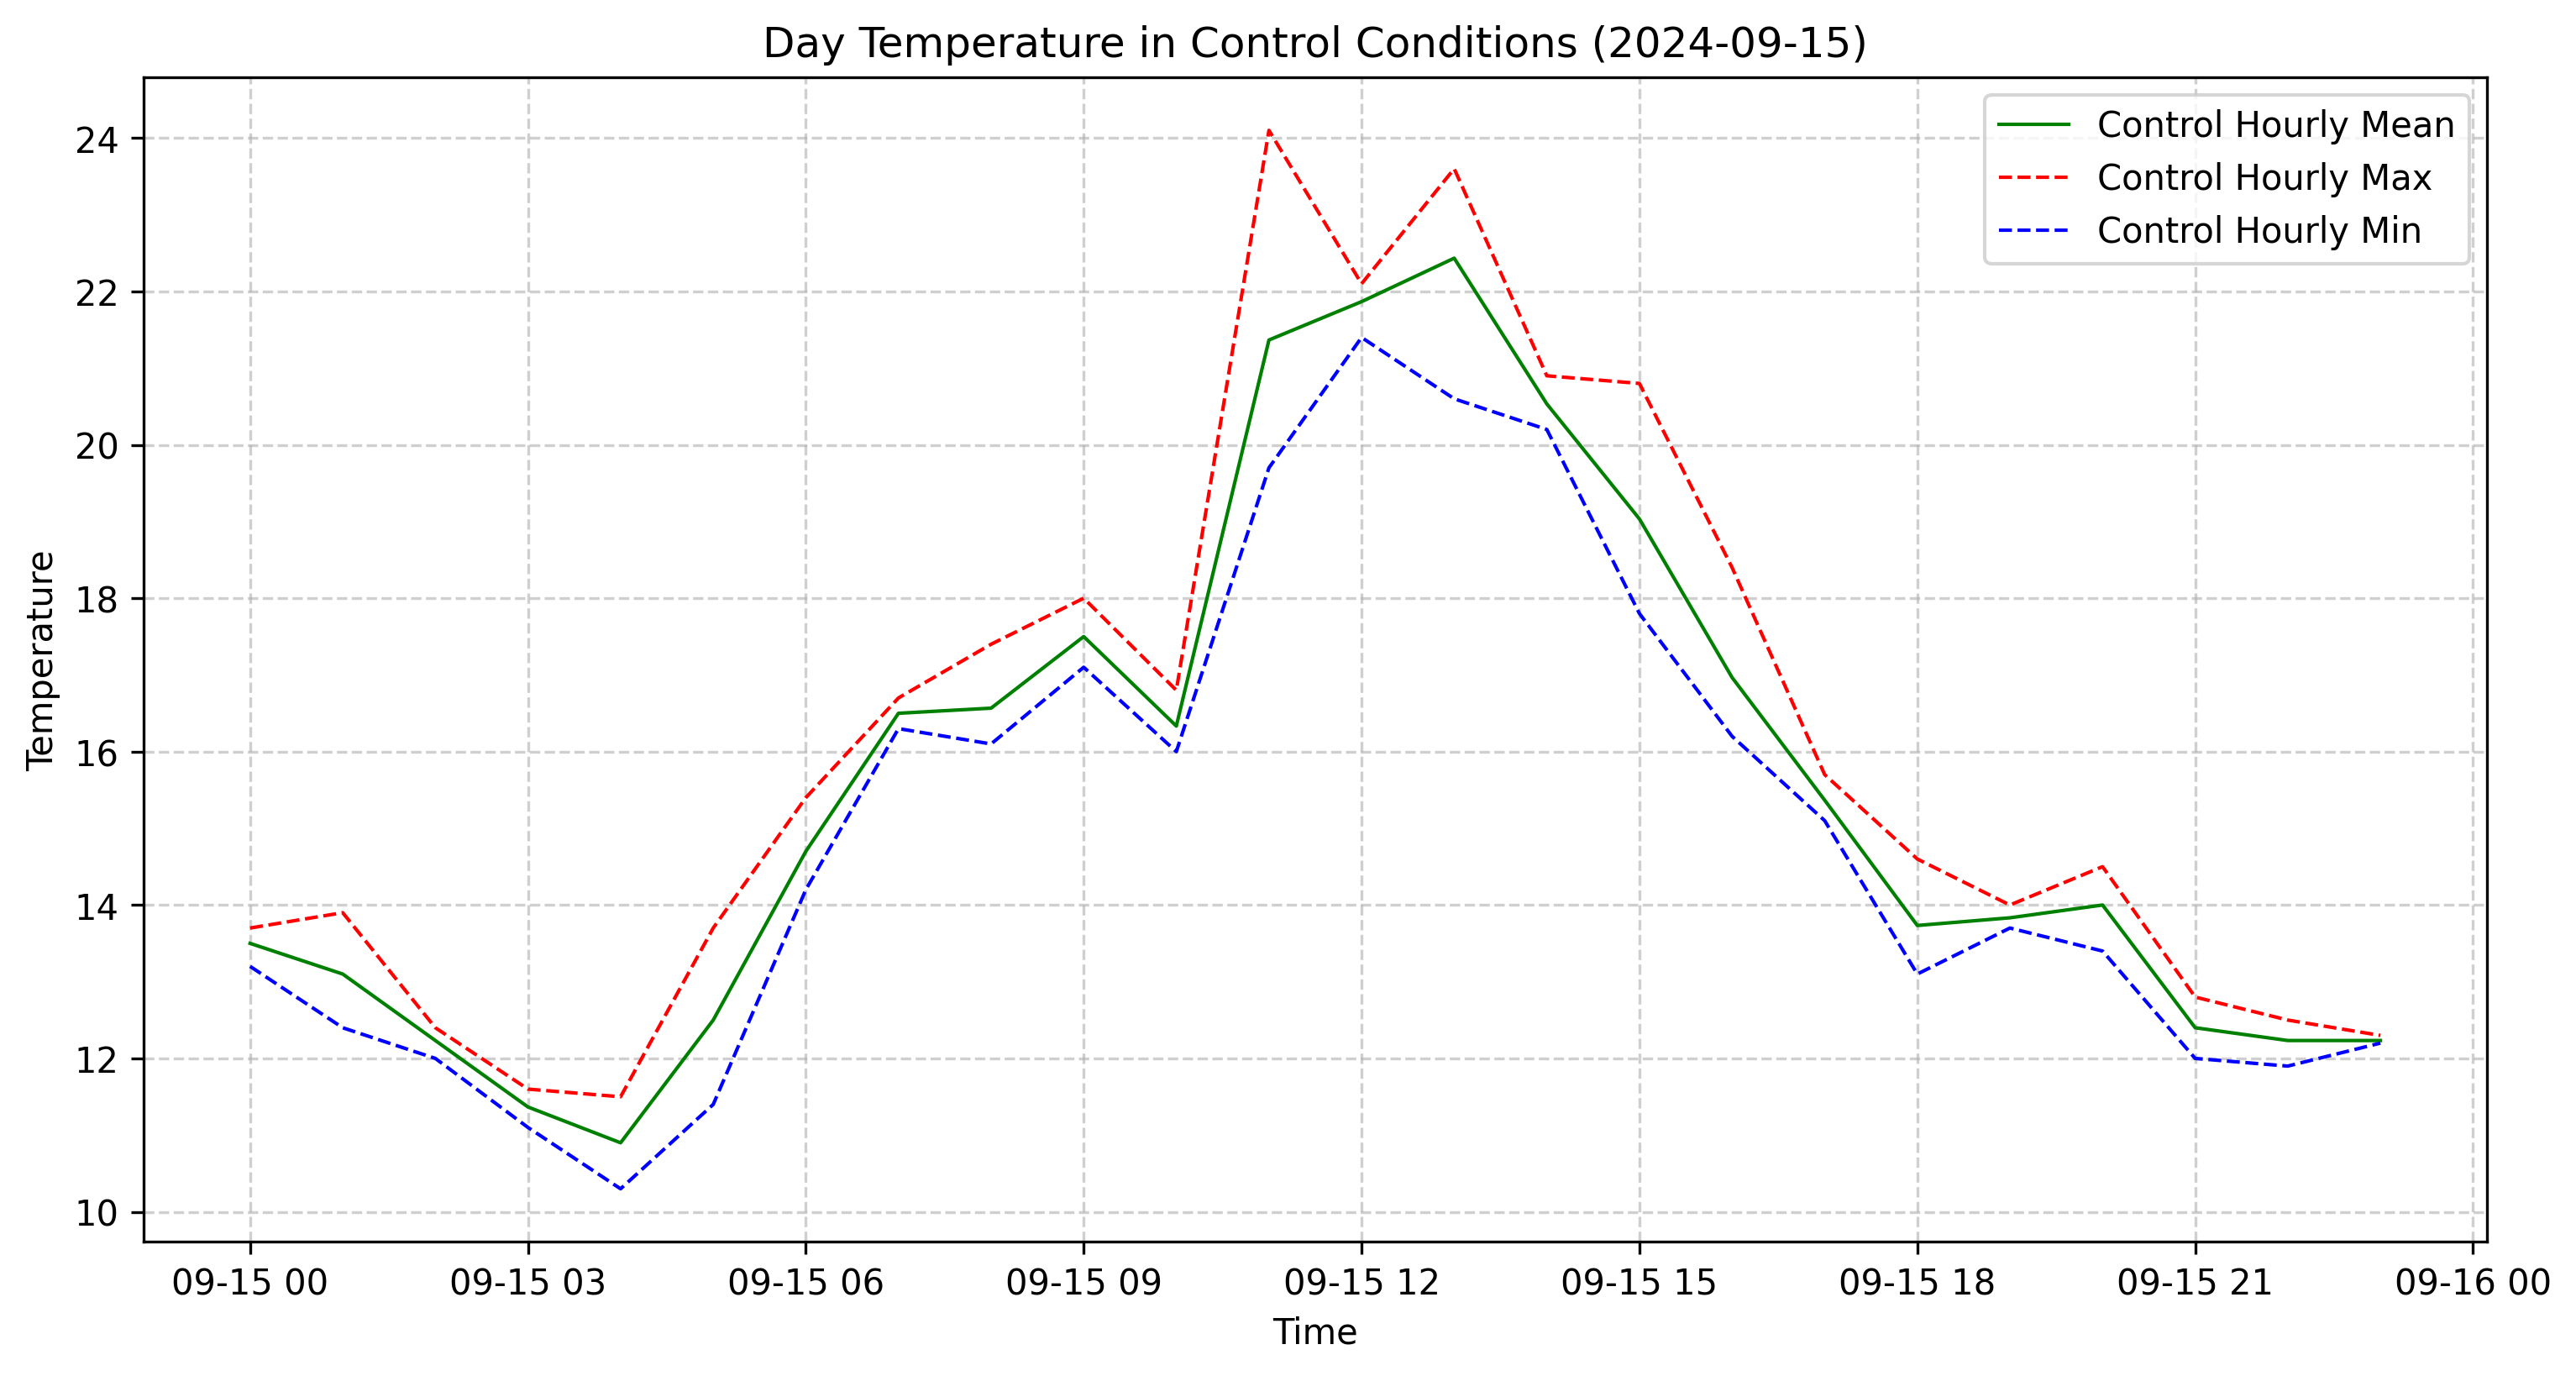 Day Temperature in Control Conditions (2024-09-15)
Control Hourly Mean
Control Hourly Max
Control Hourly Min
Temperature
24
22
20
18
16
14
12
10
09-15 00 09-15 03 09-15 06 09-15 09 09-15 12 09-15 15 09-15 18 09-15 21 09-16 00
Time